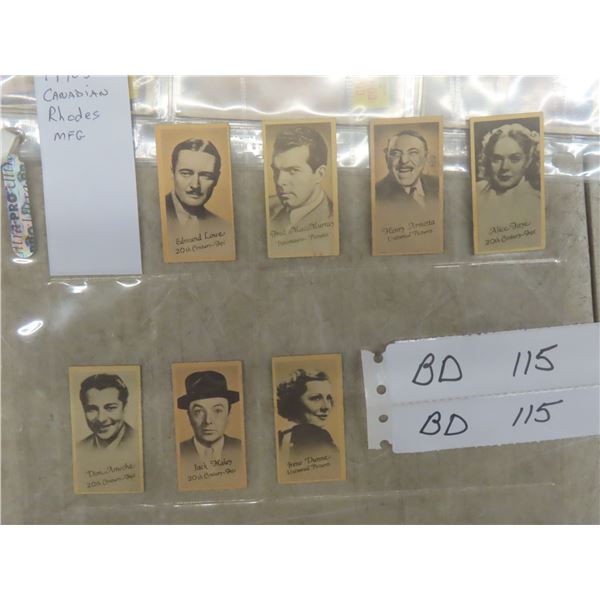 CANADIAN
Rhodes
MFG
ULTRA-PRO
Edmund Lowe
20th Century-Fox
Fred MacMurray
Paramount Pictures
Henry Armetta
Universal Pictures
Alice Faye
20th Century-Fox
BD 115
BD 115
Don Ameche
20th Century-Fox
Jack Haley
20th Century-Fox
Irene Dunne
Universal Pictures